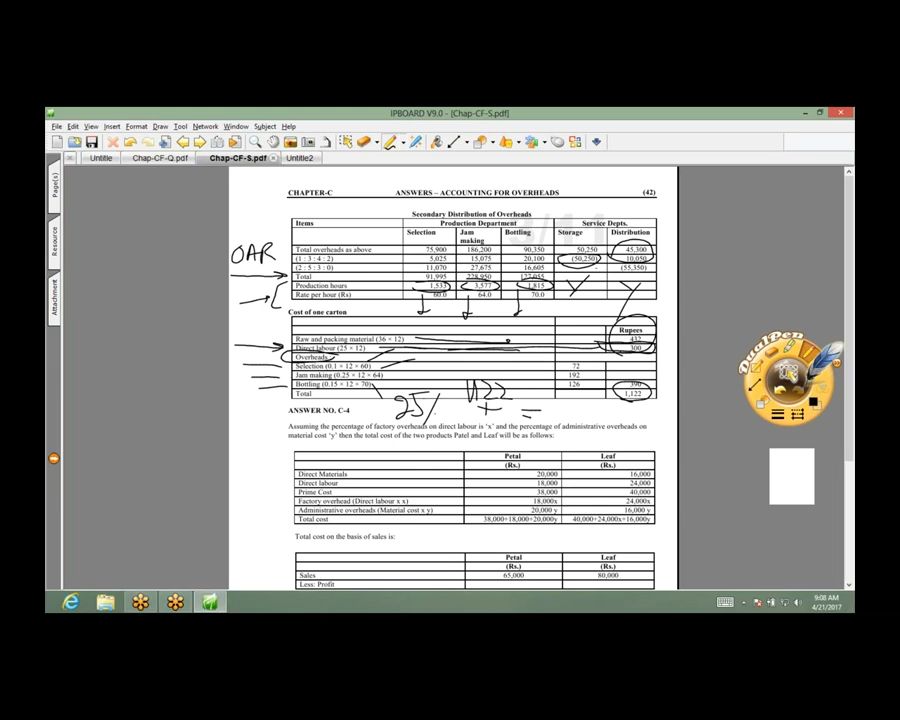 IPBOARD V9.0 - [Chap-CF-S.pdf]
File Edit View Insert Format Draw Tool Network Window Subject Help
Untitle Chap-CF-Q.pdf Chap-CF-S.pdf Untitle2
Page(s)
Resource
Attachment
CHAPTER-C ANSWERS – ACCOUNTING FOR OVERHEADS (42)
Secondary Distribution of Overheads
Items Production Department Service Depts.
Selection Jam making Bottling Storage Distribution
Total overheads as above 75,900 186,200 90,350 50,250 45,300
(1 : 3 : 4 : 2) 5,025 15,075 20,100 (50,250) 10,050
(2 : 5 : 3 : 0) 11,070 27,675 16,605 - (55,350)
Total 91,995 228,950 127,055
Production hours 1,533 3,577 1,815
Rate per hour (Rs) 60.0 64.0 70.0
OAR
Cost of one carton
Rupees
Raw and packing material (36 × 12) 432
Direct labour (25 × 12) 300
Overheads
Selection (0.1 × 12 × 60) 72
Jam making (0.25 × 12 × 64) 192
Bottling (0.15 × 12 × 70) 126 390
Total 1,122
25% 1122
+ =
ANSWER NO. C-4
Assuming the percentage of factory overheads on direct labour is 'x' and the percentage of administrative overheads on
material cost 'y' then the total cost of the two products Patel and Leaf will be as follows:
Petal Leaf
(Rs.) (Rs.)
Direct Materials 20,000 16,000
Direct labour 18,000 24,000
Prime Cost 38,000 40,000
Factory overhead (Direct labour x x) 18,000x 24,000x
Administrative overheads (Material cost x y) 20,000 y 16,000 y
Total cost 38,000+18,000+20,000y 40,000+24,000x+16,000y
Total cost on the basis of sales is:
Petal Leaf
(Rs.) (Rs.)
Sales 65,000 80,000
Less: Profit
DualPen
9:08 AM
4/21/2017